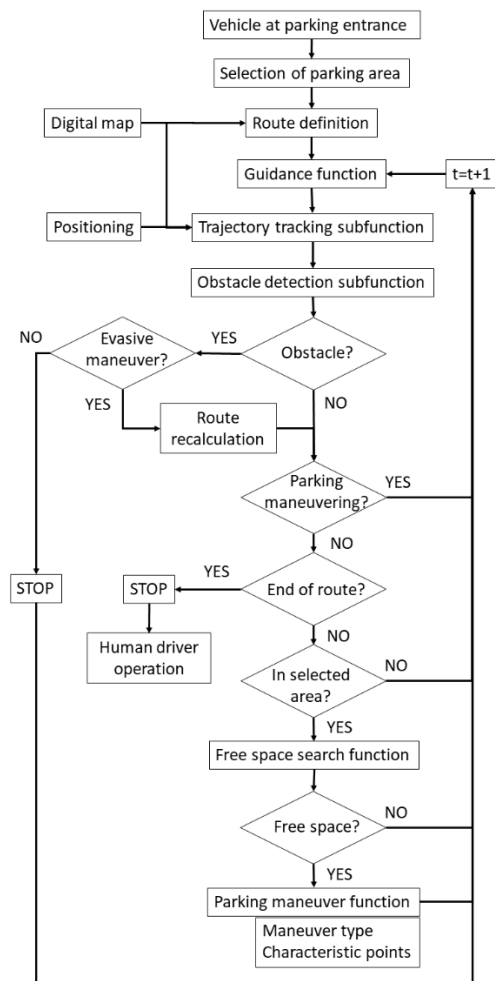 Vehicle at parking entrance
Selection of parking area
Digital map
Route definition
Guidance function
t=t+1
Positioning
Trajectory tracking subfunction
Obstacle detection subfunction
NO
Evasive
maneuver?
YES
Obstacle?
YES
NO
Route
recalculation
Parking
maneuvering?
YES
NO
STOP
STOP
YES
End of route?
Human driver
operation
NO
In selected
area?
NO
YES
Free space search function
Free space?
NO
YES
Parking maneuver function
Maneuver type
Characteristic points